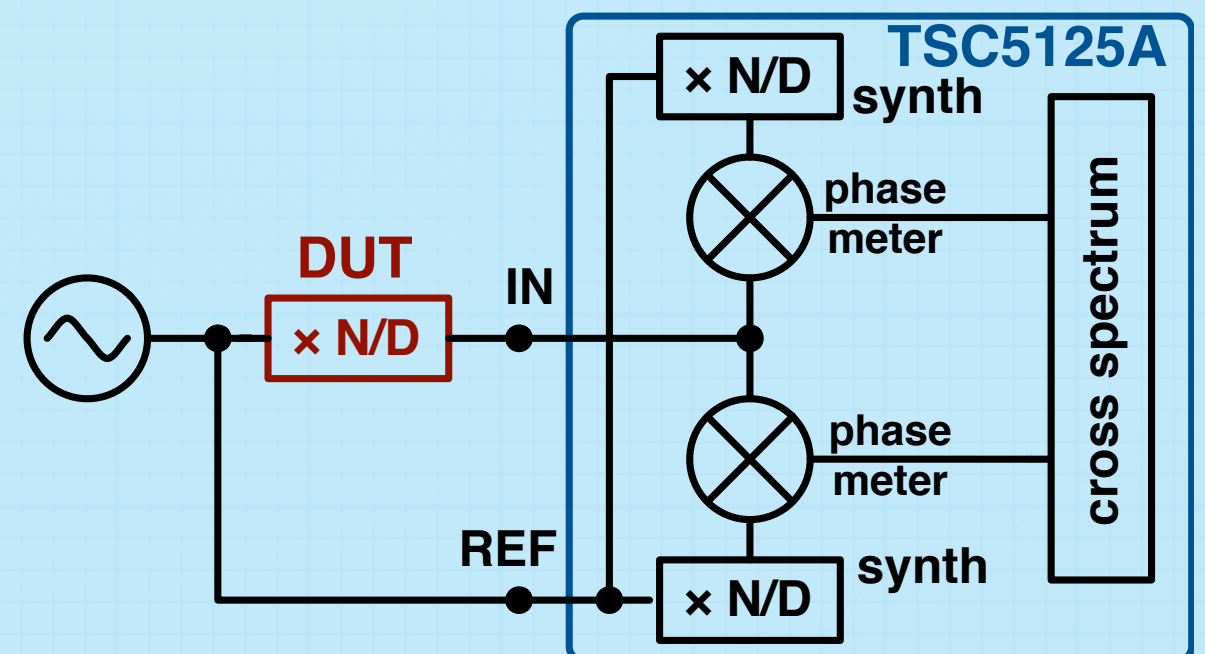 TSC5125A
× N/D
synth
phase
meter
DUT
× N/D
IN
cross spectrum
phase
meter
REF
synth
× N/D